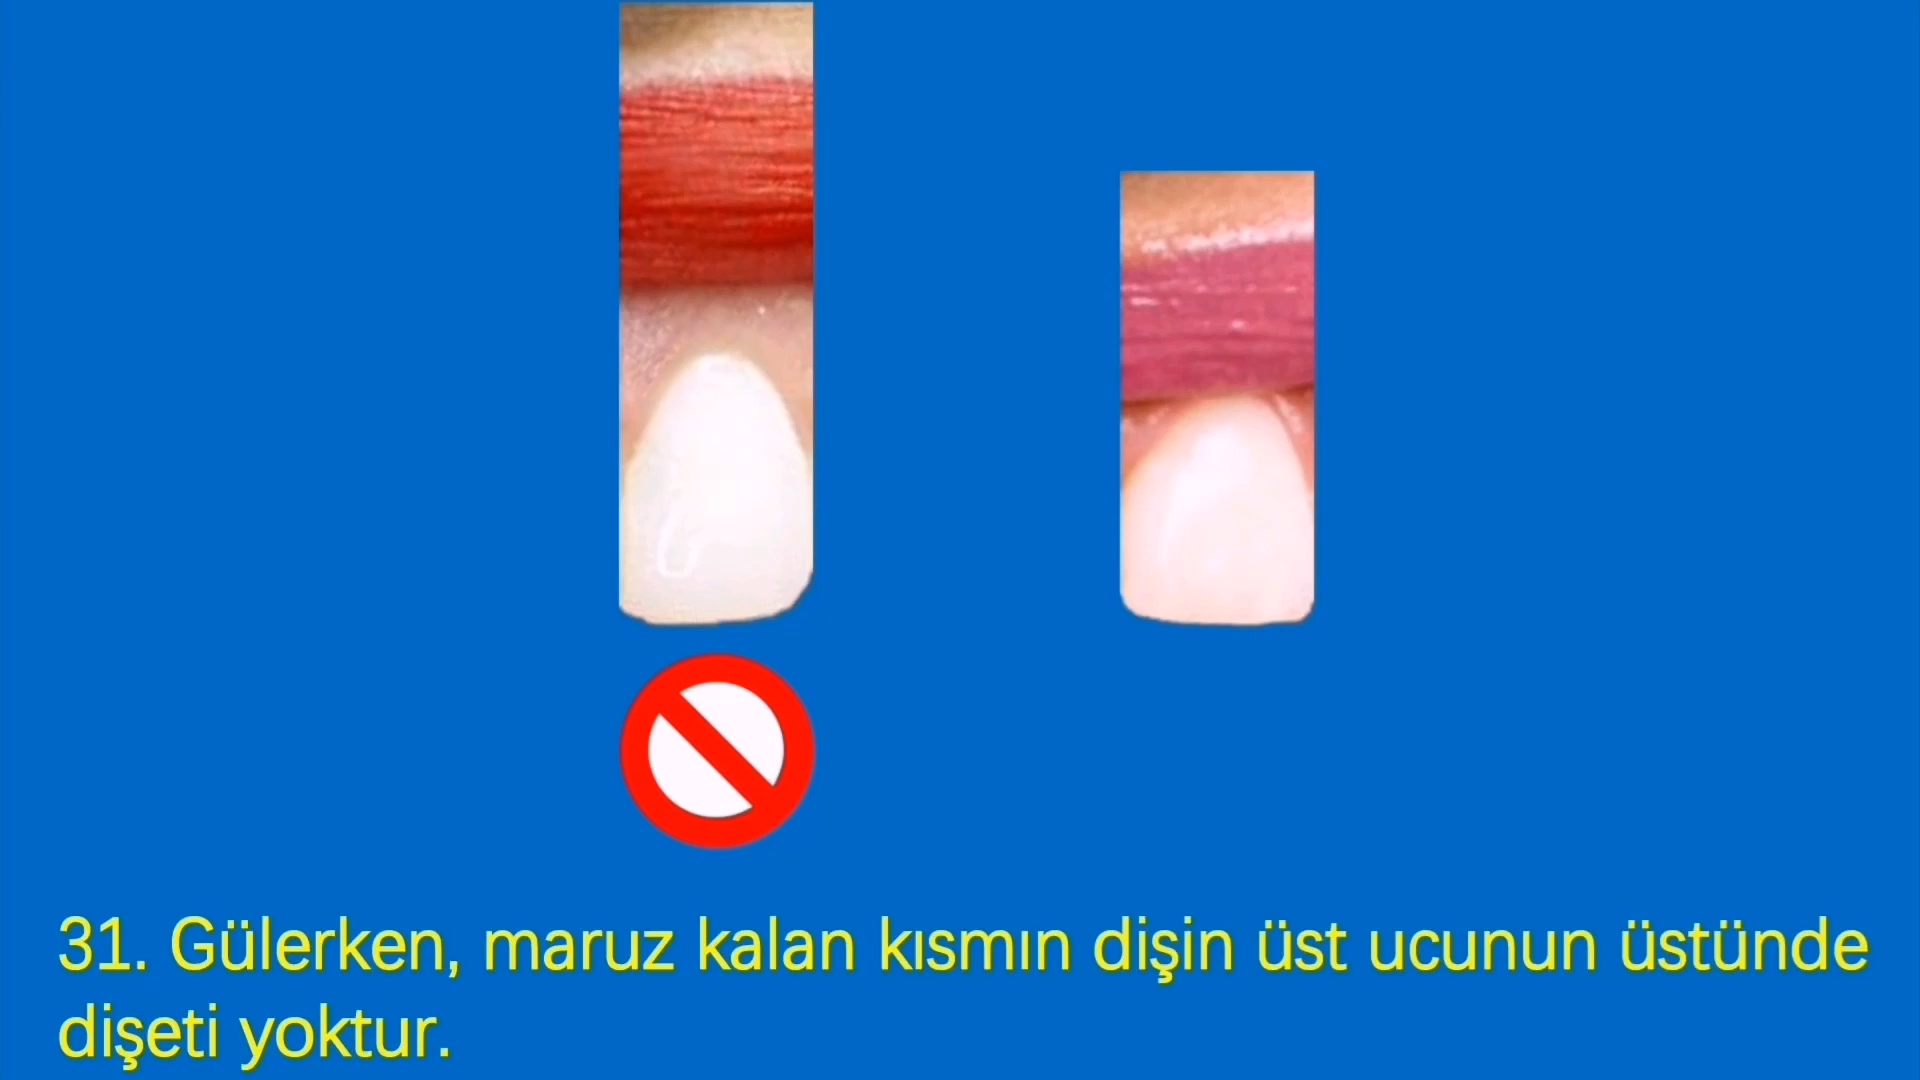 31. Gülerken, maruz kalan kısmın dişin üst ucunun üstünde
dişeti yoktur.